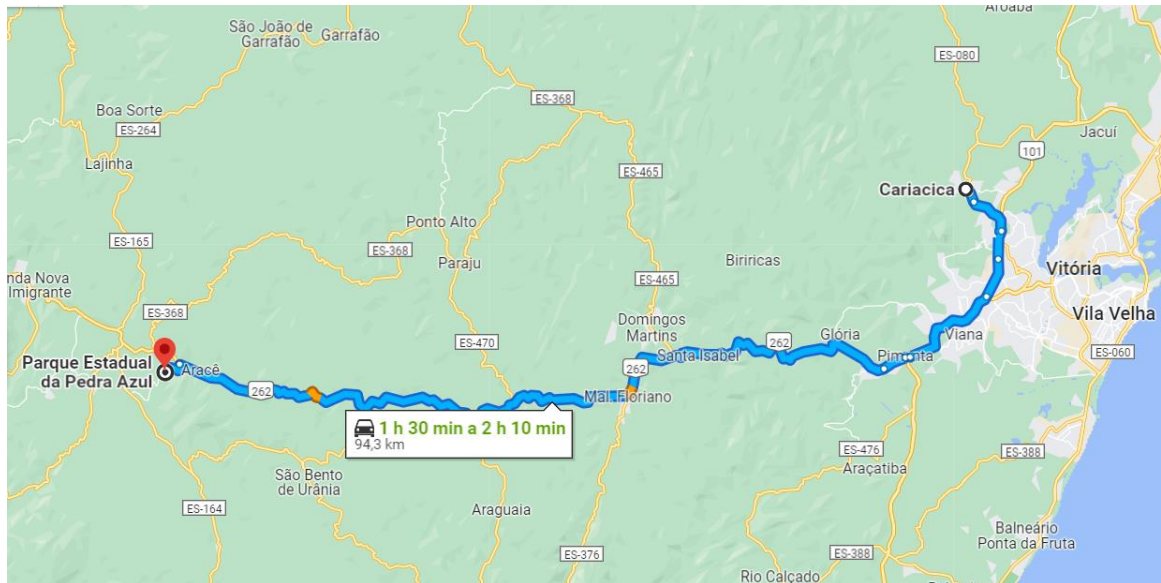 Aroaba
São João de
Garrafão
Garrafão
ES-080
ES-368
Boa Sorte
ES-264
Jacuí
101
Lajinha
ES-465
Cariacica
Ponto Alto
ES-165
ES-368
Paraju
Biriricas
ES-465
Vitória
nda Nova
Imigrante
ES-368
Domingos
Martins
Glória
Viana
Vila Velha
ES-470
262
Parque Estadual
da Pedra Azul
Aracê
Santa Isabel
Pimenta
ES-060
262
262
Mal. Floriano
1 h 30 min a 2 h 10 min
94,3 km
ES-476
ES-388
São Bento
de Urânia
Araçatiba
ES-164
Araguaia
Balneário
Ponta da Fruta
ES-376
ES-388
Rio Calçado